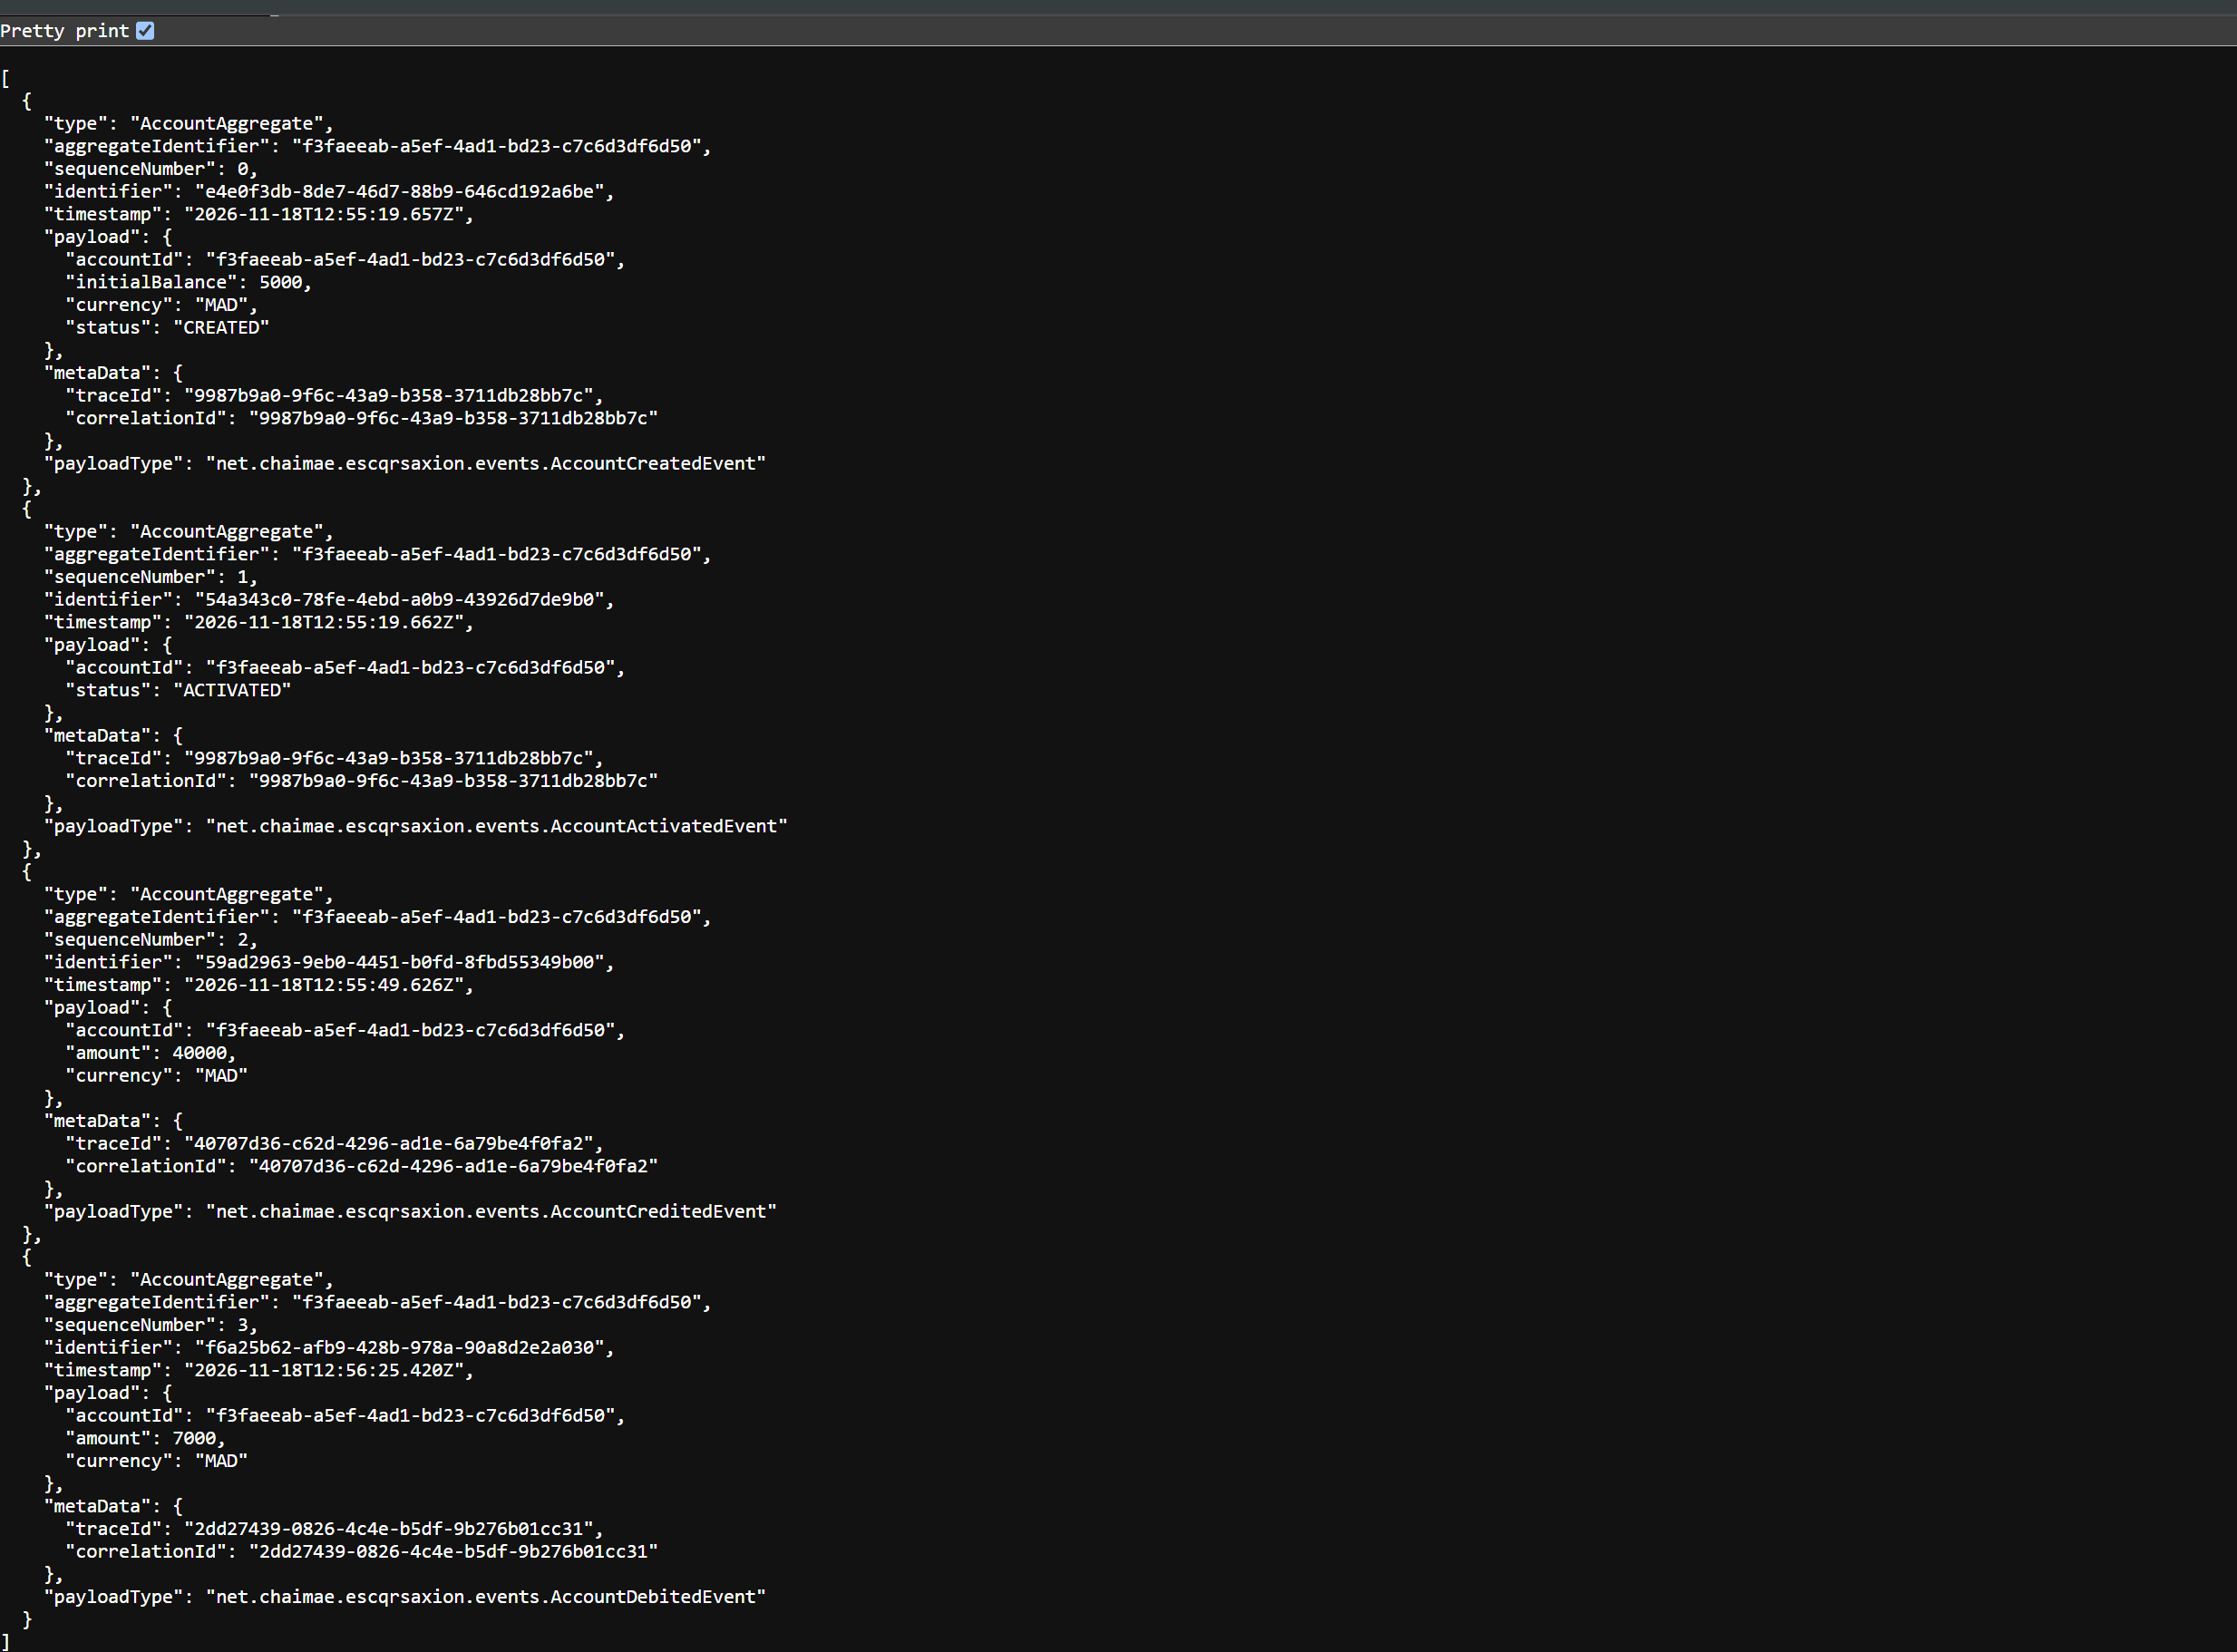 Pretty print
[
  {
    "type": "AccountAggregate",
    "aggregateIdentifier": "f3faeeab-a5ef-4ad1-bd23-c7c6d3df6d50",
    "sequenceNumber": 0,
    "identifier": "e4e0f3db-8de7-46d7-88b9-646cd192a6be",
    "timestamp": "2026-11-18T12:55:19.657Z",
    "payload": {
      "accountId": "f3faeeab-a5ef-4ad1-bd23-c7c6d3df6d50",
      "initialBalance": 5000,
      "currency": "MAD",
      "status": "CREATED"
    },
    "metaData": {
      "traceId": "9987b9a0-9f6c-43a9-b358-3711db28bb7c",
      "correlationId": "9987b9a0-9f6c-43a9-b358-3711db28bb7c"
    },
    "payloadType": "net.chaimae.escqrsaxion.events.AccountCreatedEvent"
  },
  {
    "type": "AccountAggregate",
    "aggregateIdentifier": "f3faeeab-a5ef-4ad1-bd23-c7c6d3df6d50",
    "sequenceNumber": 1,
    "identifier": "54a343c0-78fe-4ebd-a0b9-43926d7de9b0",
    "timestamp": "2026-11-18T12:55:19.662Z",
    "payload": {
      "accountId": "f3faeeab-a5ef-4ad1-bd23-c7c6d3df6d50",
      "status": "ACTIVATED"
    },
    "metaData": {
      "traceId": "9987b9a0-9f6c-43a9-b358-3711db28bb7c",
      "correlationId": "9987b9a0-9f6c-43a9-b358-3711db28bb7c"
    },
    "payloadType": "net.chaimae.escqrsaxion.events.AccountActivatedEvent"
  },
  {
    "type": "AccountAggregate",
    "aggregateIdentifier": "f3faeeab-a5ef-4ad1-bd23-c7c6d3df6d50",
    "sequenceNumber": 2,
    "identifier": "59ad2963-9eb0-4451-b0fd-8fbd55349b00",
    "timestamp": "2026-11-18T12:55:49.626Z",
    "payload": {
      "accountId": "f3faeeab-a5ef-4ad1-bd23-c7c6d3df6d50",
      "amount": 40000,
      "currency": "MAD"
    },
    "metaData": {
      "traceId": "40707d36-c62d-4296-ad1e-6a79be4f0fa2",
      "correlationId": "40707d36-c62d-4296-ad1e-6a79be4f0fa2"
    },
    "payloadType": "net.chaimae.escqrsaxion.events.AccountCreditedEvent"
  },
  {
    "type": "AccountAggregate",
    "aggregateIdentifier": "f3faeeab-a5ef-4ad1-bd23-c7c6d3df6d50",
    "sequenceNumber": 3,
    "identifier": "f6a25b62-afb9-428b-978a-90a8d2e2a030",
    "timestamp": "2026-11-18T12:56:25.420Z",
    "payload": {
      "accountId": "f3faeeab-a5ef-4ad1-bd23-c7c6d3df6d50",
      "amount": 7000,
      "currency": "MAD"
    },
    "metaData": {
      "traceId": "2dd27439-0826-4c4e-b5df-9b276b01cc31",
      "correlationId": "2dd27439-0826-4c4e-b5df-9b276b01cc31"
    },
    "payloadType": "net.chaimae.escqrsaxion.events.AccountDebitedEvent"
  }
]